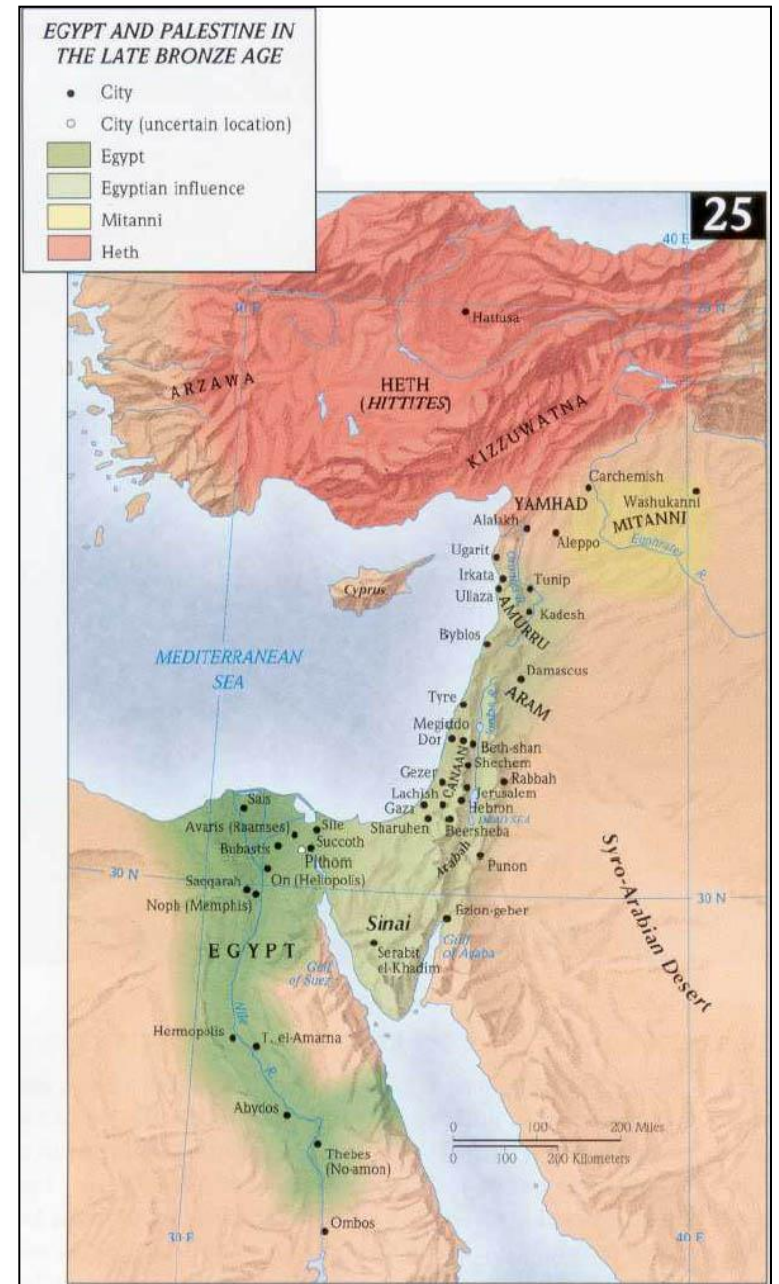 EGYPT AND PALESTINE IN
THE LATE BRONZE AGE
City
City (uncertain location)
Egypt
Egyptian influence
Mitanni
Heth
25
40 E
30 E
Hattusa
ARZAWA
HETH
(HITTITES)
KIZZUWATNA
Carchemish
YAMHAD
Washukanni
MITANNI
Alalakh
Aleppo
Euphrates R.
Ugarit
Orontes R.
Irkata
Tunip
Cyprus
Ullaza
AMURRU
Kadesh
Byblos
MEDITERRANEAN
SEA
Damascus
Tyre
ARAM
Megiddo
Dor
Beth-shan
Shechem
CANAAN
Gezer
Rabbah
Lachish
Jerusalem
Gaza
Hebron
Sais
DEAD SEA
Avaris (Raamses)
Sile
Sharuhen
Beersheba
Bubastis
Succoth
Pithom
Arabah
Punon
30 N
On (Heliopolis)
Saqqarah
Noph (Memphis)
30 N
Ezion-geber
Sinai
EGYPT
Serabit
el-Khadim
Gulf
of Aqaba
Gulf
of Suez
Syro-Arabian Desert
Hermopolis
Nile R.
T. el-Amarna
Abydos
0 100 200 Miles
0 100 200 Kilometers
Thebes
(No-amon)
Ombos
30 E
40 E